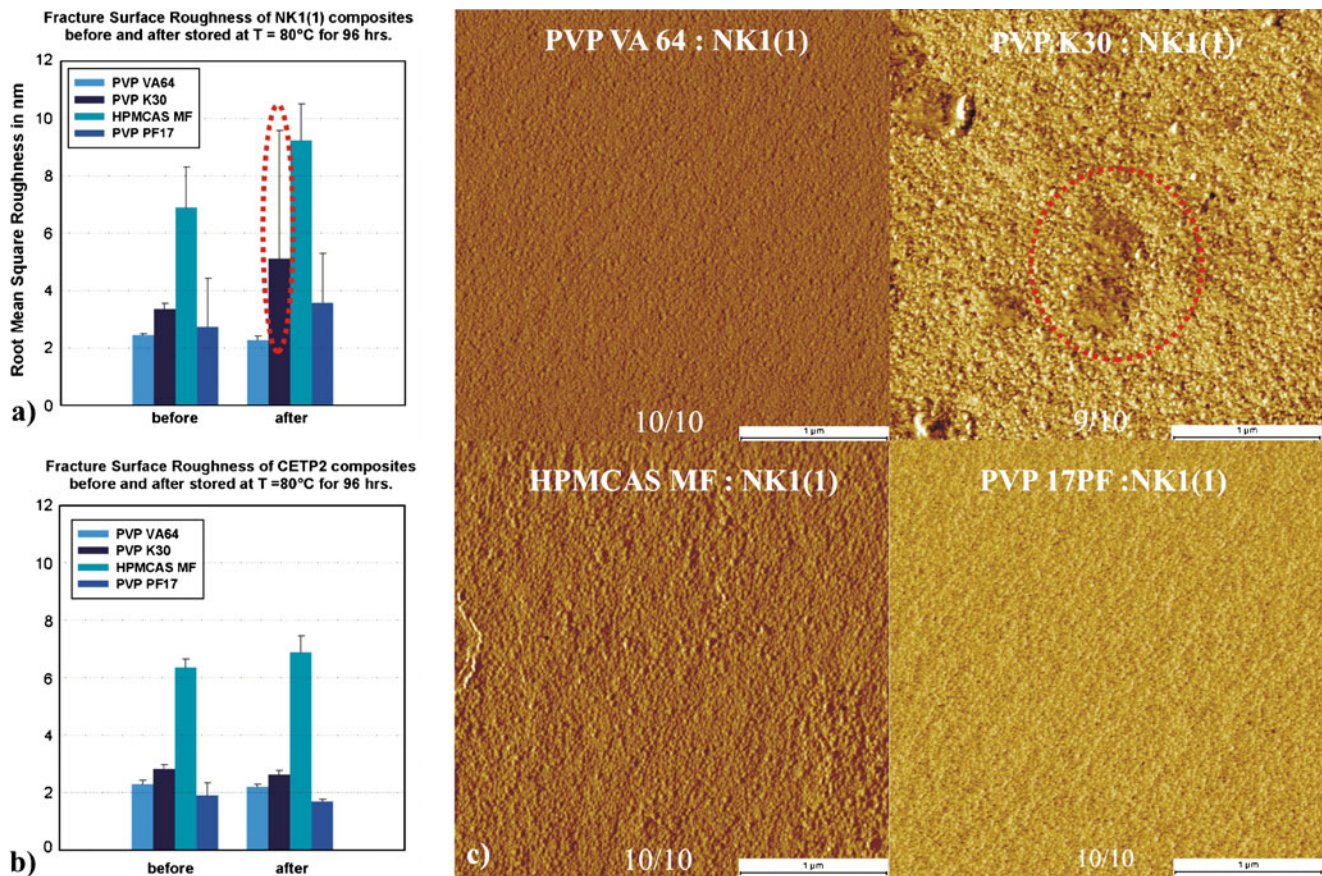 Fracture Surface Roughness of NK1(1) composites
before and after stored at T = 80°C for 96 hrs.
Root Mean Square Roughness in nm
12
10
8
6
4
2
0
PVP VA64
PVP K30
HPMCAS MF
PVP PF17
before after
a)
Fracture Surface Roughness of CETP2 composites
before and after stored at T =80°C for 96 hrs.
12
10
8
6
4
2
0
PVP VA64
PVP K30
HPMCAS MF
PVP PF17
before after
b)
PVP VA 64 : NK1(1)
10/10
1 µm
PVP K30 : NK1(1)
9/10
1 µm
HPMCAS MF : NK1(1)
c)
10/10
1 µm
PVP 17PF :NK1(1)
10/10
1 µm